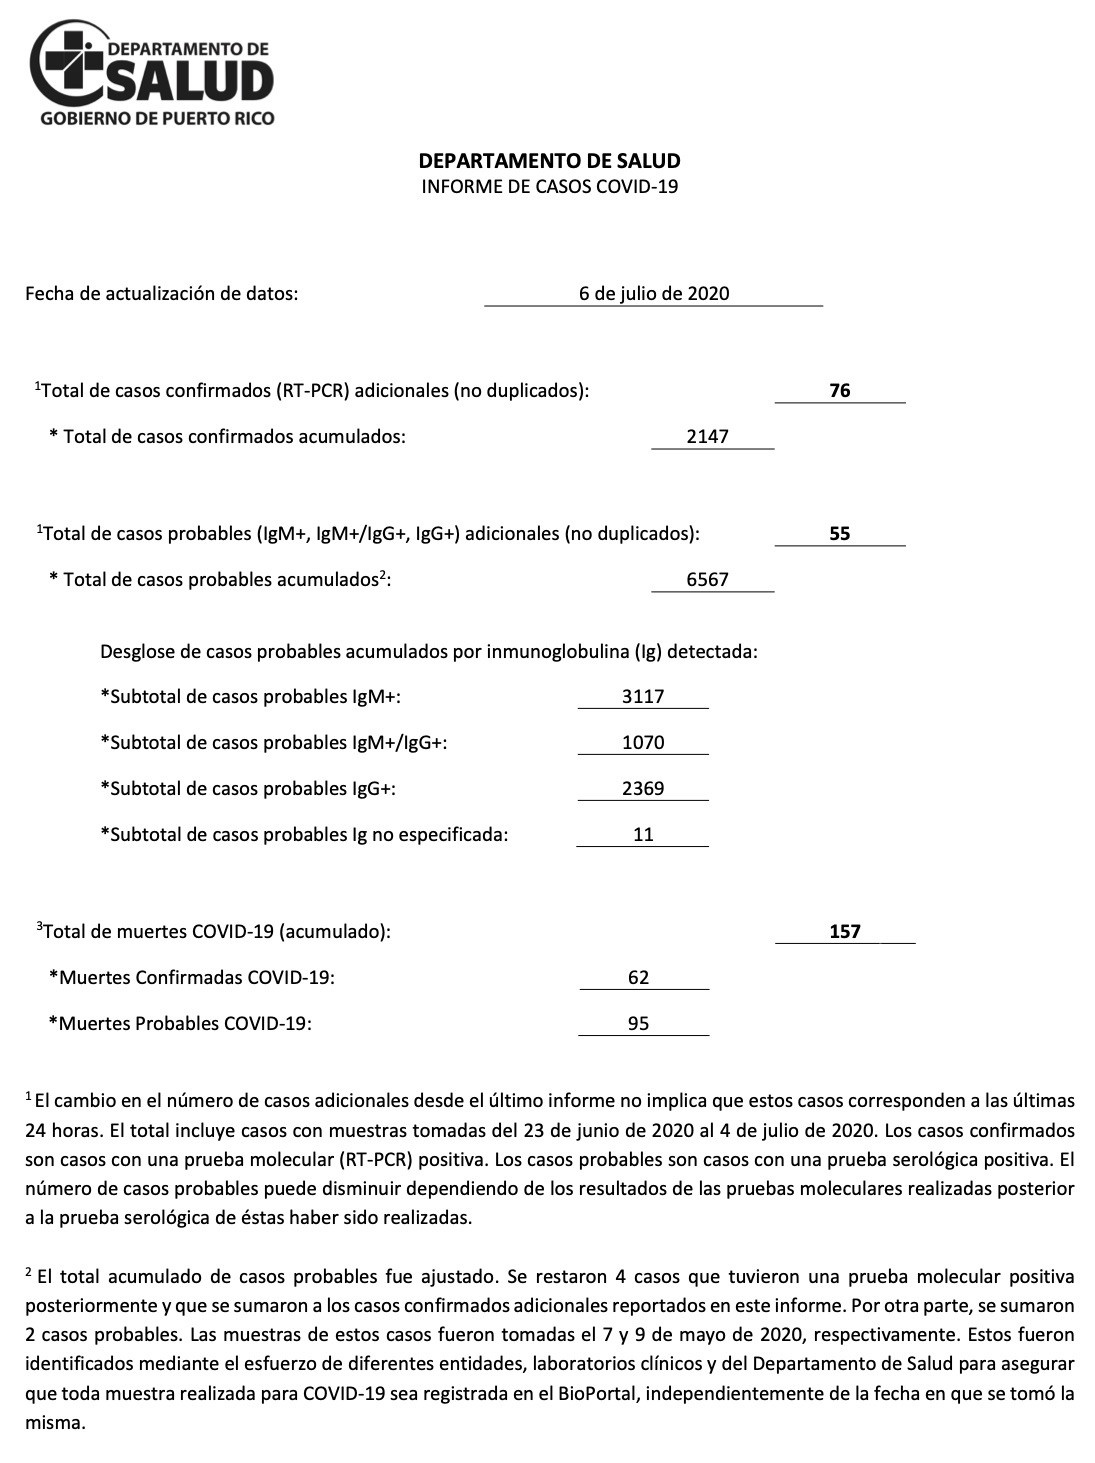 DEPARTAMENTO DE
SALUD
GOBIERNO DE PUERTO RICO
DEPARTAMENTO DE SALUD
INFORME DE CASOS COVID-19
Fecha de actualización de datos: 6 de julio de 2020
¹Total de casos confirmados (RT-PCR) adicionales (no duplicados): 76
* Total de casos confirmados acumulados: 2147
¹Total de casos probables (IgM+, IgM+/IgG+, IgG+) adicionales (no duplicados): 55
* Total de casos probables acumulados²: 6567
Desglose de casos probables acumulados por inmunoglobulina (Ig) detectada:
*Subtotal de casos probables IgM+: 3117
*Subtotal de casos probables IgM+/IgG+: 1070
*Subtotal de casos probables IgG+: 2369
*Subtotal de casos probables Ig no especificada: 11
³Total de muertes COVID-19 (acumulado): 157
*Muertes Confirmadas COVID-19: 62
*Muertes Probables COVID-19: 95
¹ El cambio en el número de casos adicionales desde el último informe no implica que estos casos corresponden a las últimas
24 horas. El total incluye casos con muestras tomadas del 23 de junio de 2020 al 4 de julio de 2020. Los casos confirmados
son casos con una prueba molecular (RT-PCR) positiva. Los casos probables son casos con una prueba serológica positiva. El
número de casos probables puede disminuir dependiendo de los resultados de las pruebas moleculares realizadas posterior
a la prueba serológica de éstas haber sido realizadas.
² El total acumulado de casos probables fue ajustado. Se restaron 4 casos que tuvieron una prueba molecular positiva
posteriormente y que se sumaron a los casos confirmados adicionales reportados en este informe. Por otra parte, se sumaron
2 casos probables. Las muestras de estos casos fueron tomadas el 7 y 9 de mayo de 2020, respectivamente. Estos fueron
identificados mediante el esfuerzo de diferentes entidades, laboratorios clínicos y del Departamento de Salud para asegurar
que toda muestra realizada para COVID-19 sea registrada en el BioPortal, independientemente de la fecha en que se tomó la
misma.